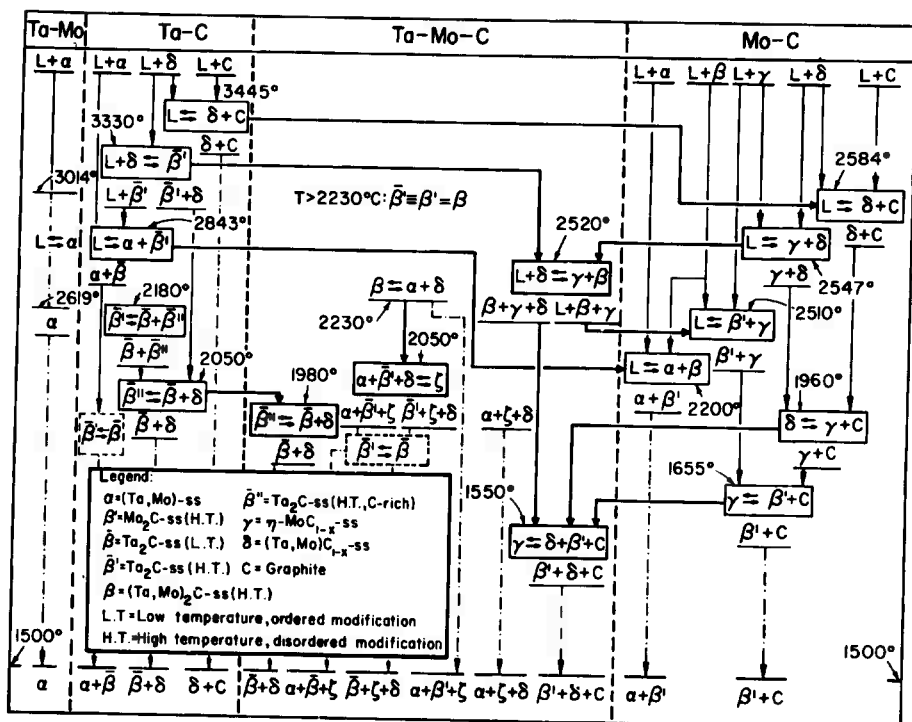 Ta-Mo Ta-C Ta-Mo-C Mo-C
L+α L+α L+δ L+C L+α L+β L+γ L+δ L+C
3445°
L⇌δ+C
3330°
δ+C
L+δ⇌β̄'
2584°
3014°
L+β̄' β̄'+δ
T>2230°C: β̄'≡β'=β
L⇌δ+C
2843°
2520°
L⇌α
L⇌α+β̄'
L⇌γ+δ
δ+C
2547°
α+β̄
L+δ⇌γ+β
γ+δ
2619°
2180°
β⇌α+δ
β+γ+δ L+β+γ
2510°
α
β̄'⇌β̄+β̄"
2230°
L⇌β'+γ
β̄+β̄"
2050°
2050°
L⇌α+β
β'+γ
1960°
β̄"⇌β̄+δ
1980°
α+β̄'+δ⇌ζ
α+β'
2200°
β̄'⇌β̄
β̄+δ
β̄"⇌β̄+δ
α+β̄'+ζ β̄'+ζ+δ
α+ζ+δ
δ⇌γ+C
β̄+δ
β̄'⇌β̄
γ+C
1655°
Legend:
α=(Ta,Mo)-ss β̄"=Ta₂C-ss(H.T.,C-rich)
β'=Mo₂C-ss(H.T.) γ=η-MoC₁₋ₓ-ss
β̄=Ta₂C-ss(L.T.) δ=(Ta,Mo)C₁₋ₓ-ss
β̄'=Ta₂C-ss(H.T.) C=Graphite
β=(Ta,Mo)₂C-ss(H.T.)
L.T=Low temperature,ordered modification
H.T.=High temperature,disordered modification
1550°
γ⇌β'+C
γ⇌δ+β'+C
β'+C
β'+δ+C
1500° 1500°
α α+β̄ β̄+δ δ+C β̄+δ α+β̄+ζ β̄+ζ+δ α+β'+ζ α+ζ+δ β'+δ+C α+β' β'+C